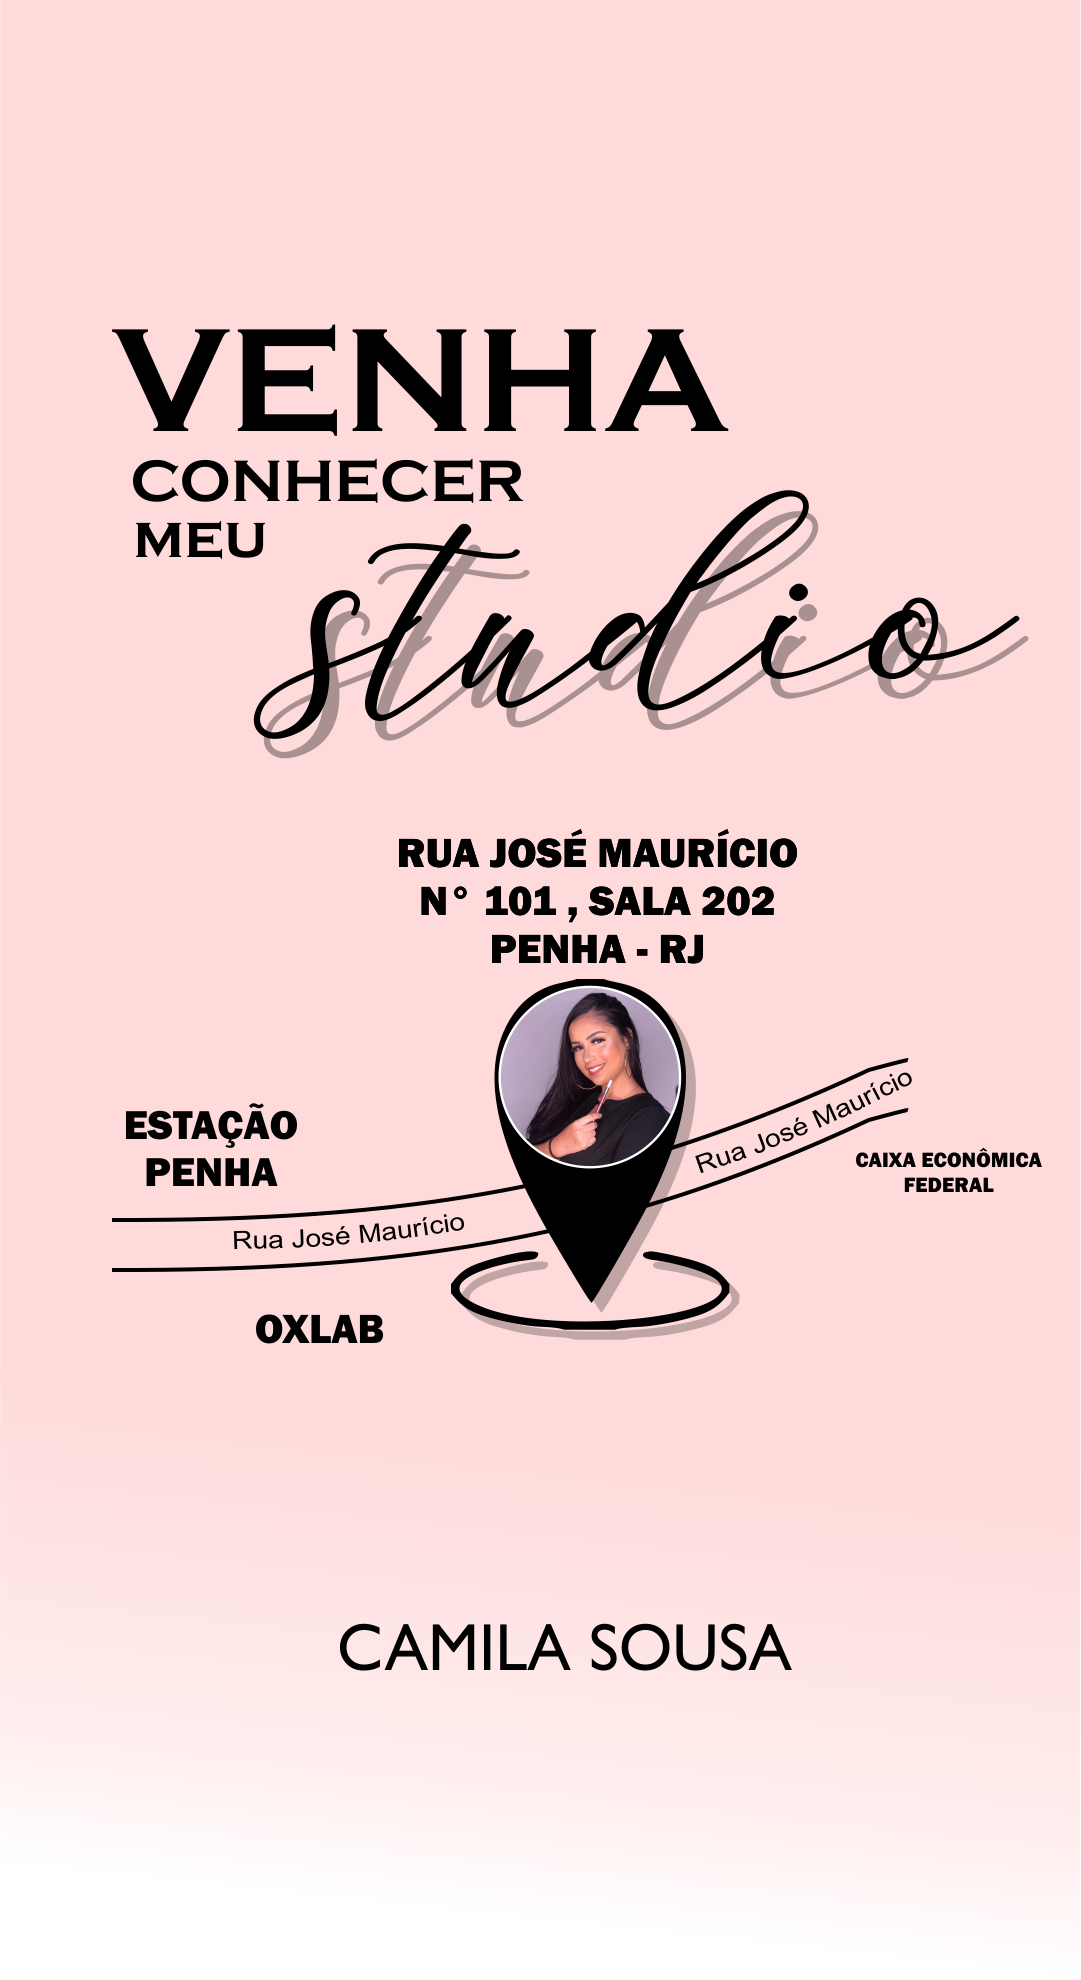 VENHA
CONHECER
MEU
studio
RUA JOSÉ MAURÍCIO
N° 101 , SALA 202
PENHA - RJ
ESTAÇÃO
PENHA
Rua José Maurício
Rua José Maurício
CAIXA ECONÔMICA
FEDERAL
OXLAB
CAMILA SOUSA